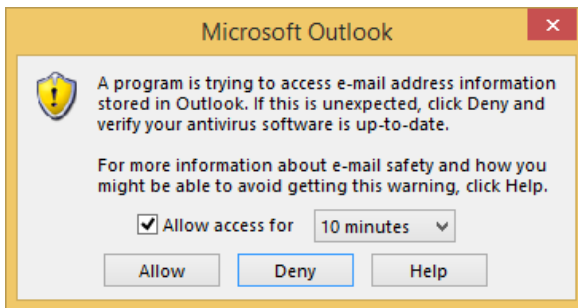 Microsoft Outlook
A program is trying to access e-mail address information
stored in Outlook. If this is unexpected, click Deny and
verify your antivirus software is up-to-date.
For more information about e-mail safety and how you
might be able to avoid getting this warning, click Help.
Allow access for 10 minutes
Allow Deny Help